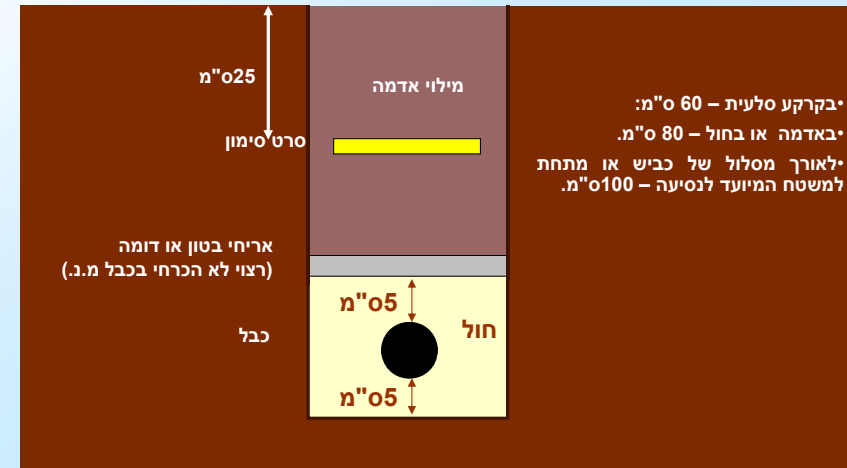 25ס"מ
מילוי אדמה
סרט סימון
•בקרקע סלעית – 60 ס"מ:
•באדמה או בחול – 80 ס"מ.
•לאורך מסלול של כביש או מתחת
למשטח המיועד לנסיעה – 100ס"מ.
אריחי בטון או דומה
(רצוי לא הכרחי בכבל מ.נ.)
5ס"מ
חול
כבל
5ס"מ